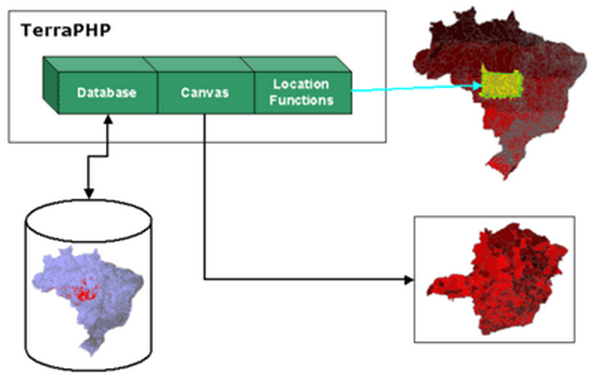 TerraPHP
Database
Canvas
Location
Functions